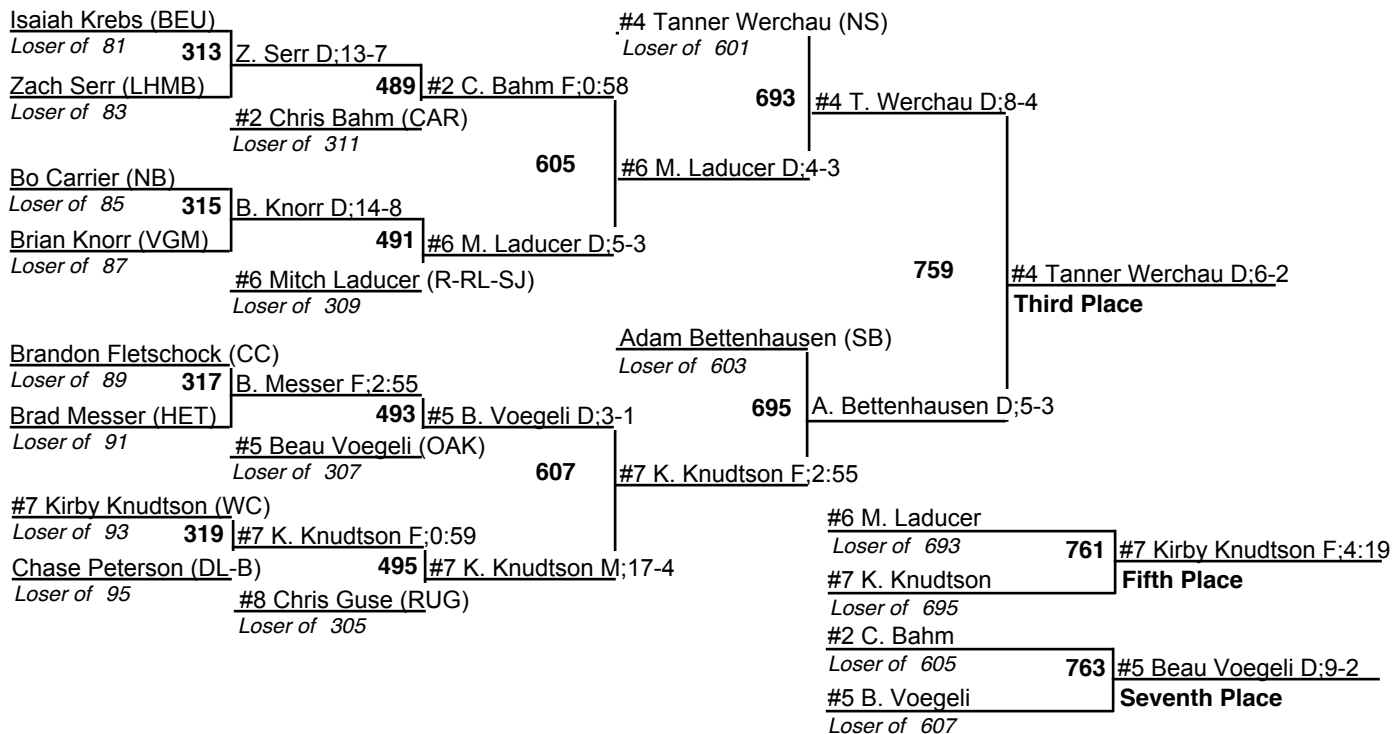 Isaiah Krebs (BEU)
Loser of 81
313
Z. Serr D;13-7
Zach Serr (LHMB)
Loser of 83
489
#2 C. Bahm F;0:58
#2 Chris Bahm (CAR)
Loser of 311
605
Bo Carrier (NB)
Loser of 85
315
B. Knorr D;14-8
Brian Knorr (VGM)
Loser of 87
491
#6 M. Laducer D;5-3
#6 Mitch Laducer (R-RL-SJ)
Loser of 309
#4 Tanner Werchau (NS)
Loser of 601
693
#4 T. Werchau D;8-4
#6 M. Laducer D;4-3
759
#4 Tanner Werchau D;6-2
Third Place
Brandon Fletschock (CC)
Loser of 89
317
B. Messer F;2:55
Brad Messer (HET)
Loser of 91
493
#5 B. Voegeli D;3-1
#5 Beau Voegeli (OAK)
Loser of 307
607
#7 Kirby Knudtson (WC)
Loser of 93
319
#7 K. Knudtson F;0:59
Chase Peterson (DL-B)
Loser of 95
495
#7 K. Knudtson M;17-4
#8 Chris Guse (RUG)
Loser of 305
Adam Bettenhausen (SB)
Loser of 603
695
A. Bettenhausen D;5-3
#7 K. Knudtson F;2:55
#6 M. Laducer
Loser of 693
761
#7 Kirby Knudtson F;4:19
#7 K. Knudtson
Fifth Place
Loser of 695
#2 C. Bahm
Loser of 605
763
#5 Beau Voegeli D;9-2
#5 B. Voegeli
Seventh Place
Loser of 607